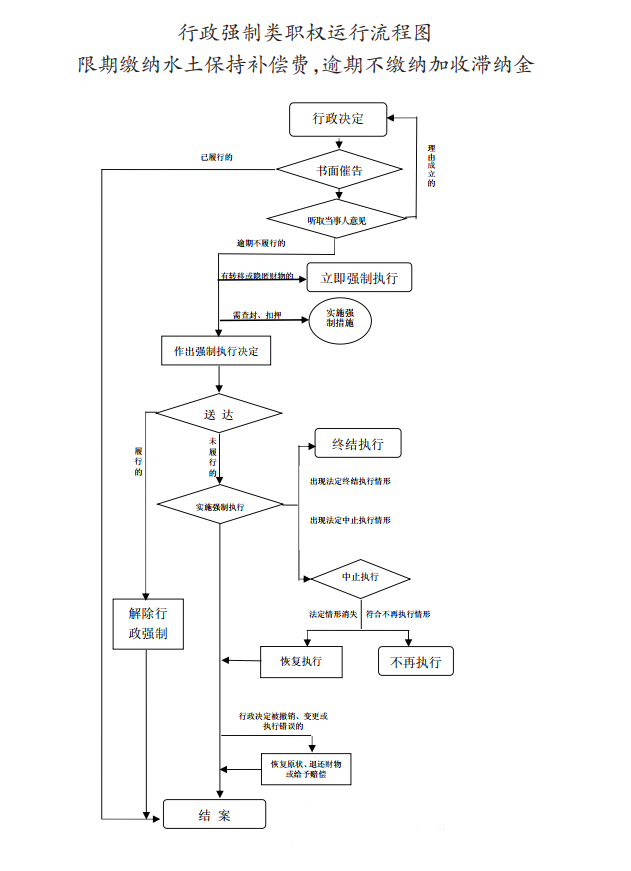 行政强制类职权运行流程图
限期缴纳水土保持补偿费,逾期不缴纳加收滞纳金
行政决定
理由成立的
已履行的
书面催告
听取当事人意见
逾期不履行的
有转移或隐匿财物的
立即强制执行
需查封、扣押
实施强
制措施
作出强制执行决定
送 达
履行的
未履行的
终结执行
出现法定终结执行情形
实施强制执行
出现法定中止执行情形
中止执行
解除行
政强制
法定情形消失
符合不再执行情形
恢复执行
不再执行
行政决定被撤销、变更或
执行错误的
恢复原状、退还财物
或给予赔偿
结 案